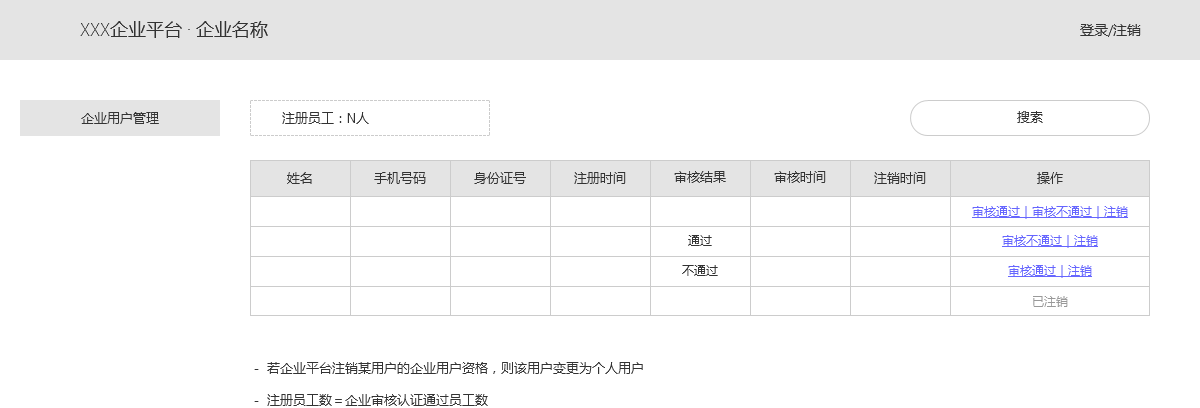 XXX企业平台 · 企业名称
登录/注销
企业用户管理
注册员工：N人
搜索
姓名 手机号码 身份证号 注册时间 审核结果 审核时间 注销时间 操作
审核通过 | 审核不通过 | 注销
通过 审核不通过 | 注销
不通过 审核通过 | 注销
已注销
- 若企业平台注销某用户的企业用户资格，则该用户变更为个人用户
- 注册员工数＝企业审核认证通过员工数